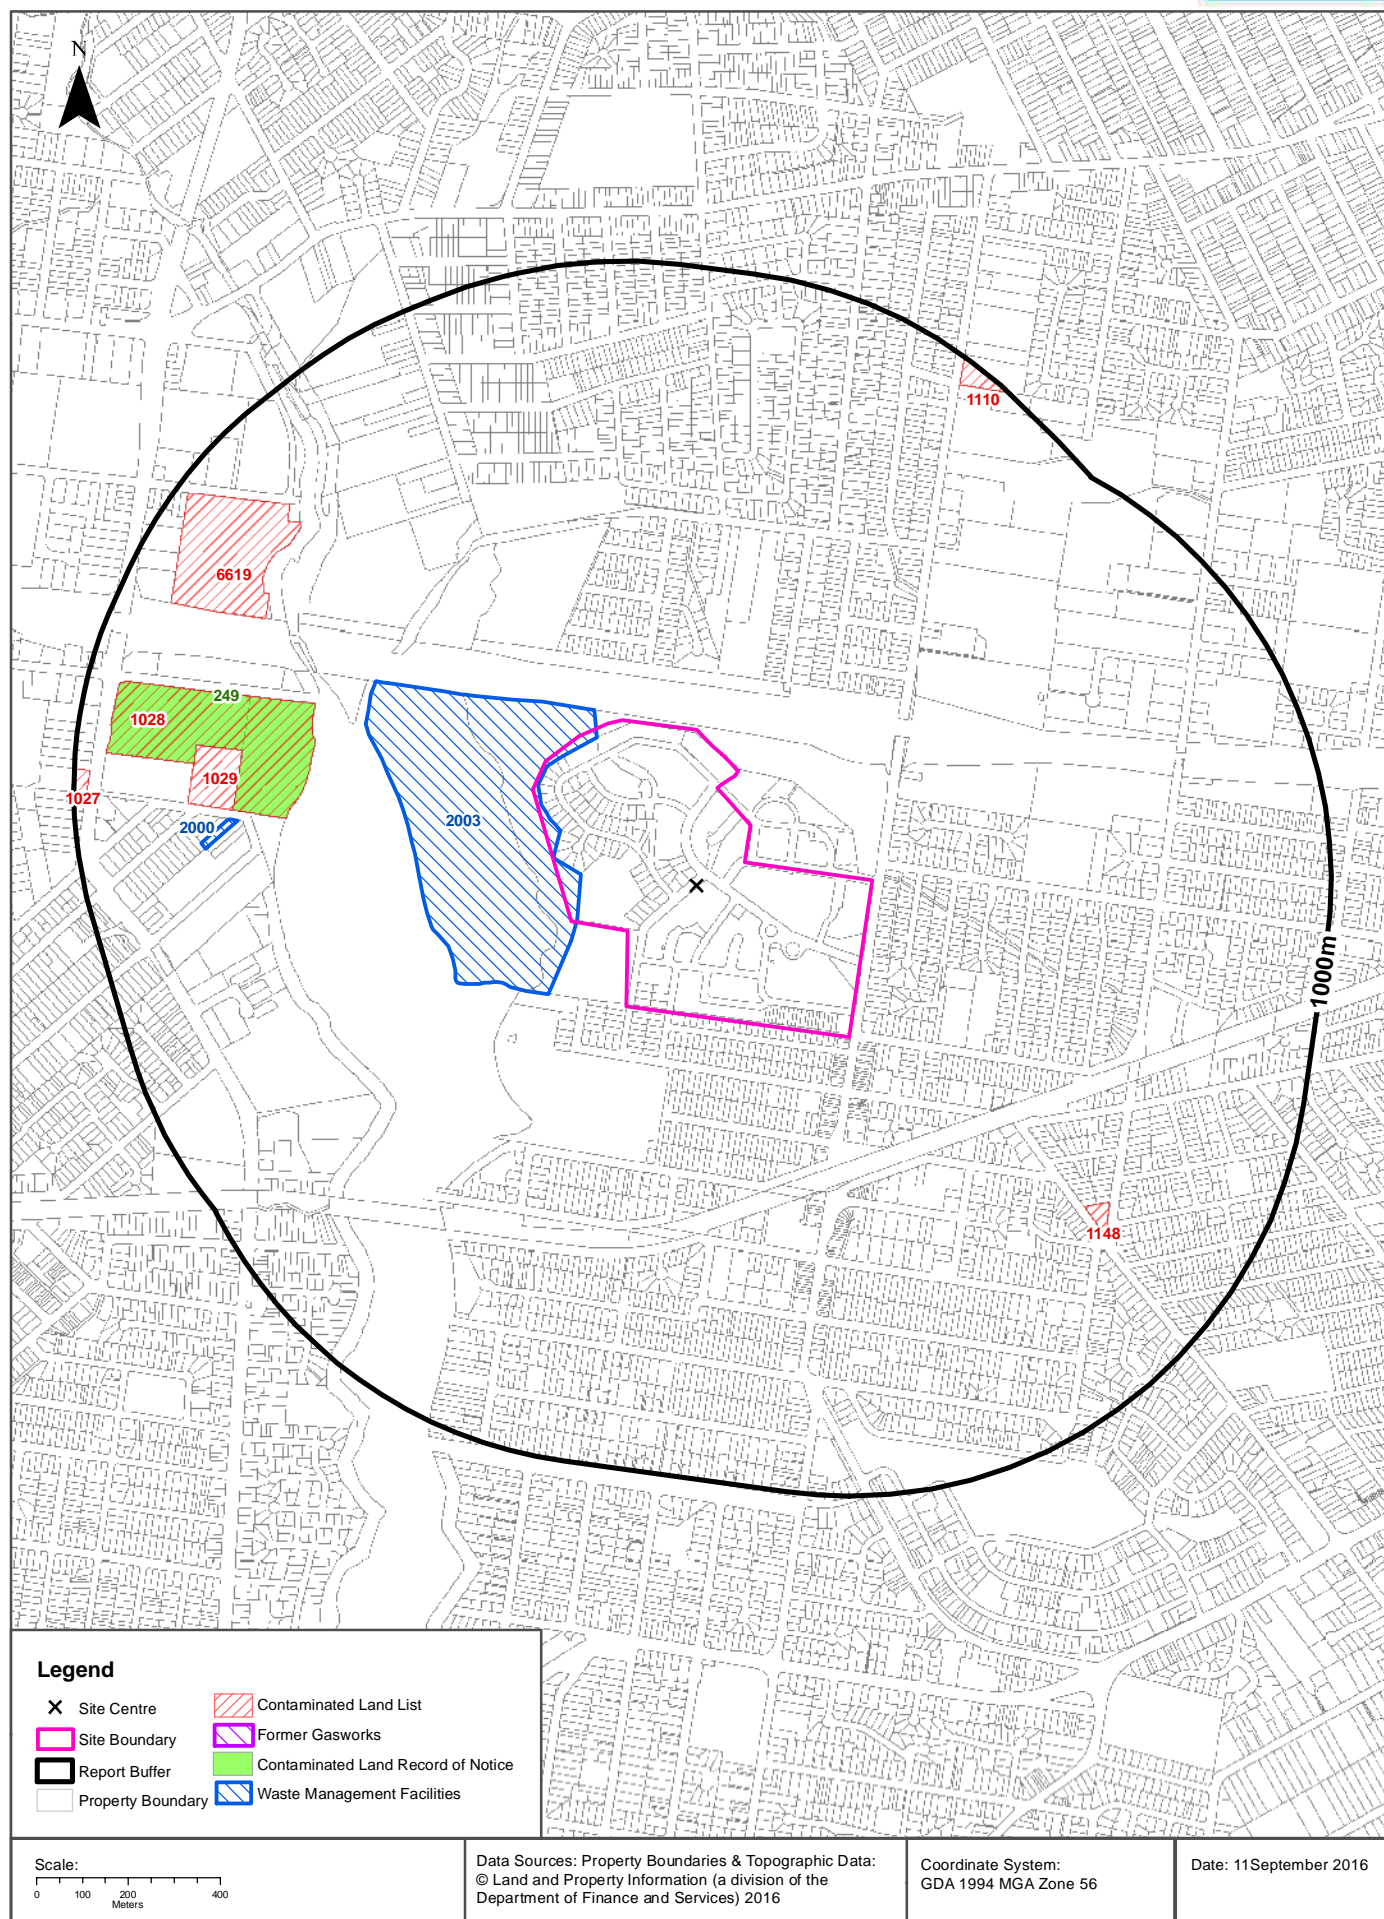 N
1110
6619
249
1028
1029
1027
2000
2003
1000m
1148
Legend
Site Centre
Site Boundary
Report Buffer
Property Boundary
Contaminated Land List
Former Gasworks
Contaminated Land Record of Notice
Waste Management Facilities
Scale:
0 100 200 400
Meters
Data Sources: Property Boundaries & Topographic Data:
© Land and Property Information (a division of the
Department of Finance and Services) 2016
Coordinate System:
GDA 1994 MGA Zone 56
Date: 11September 2016